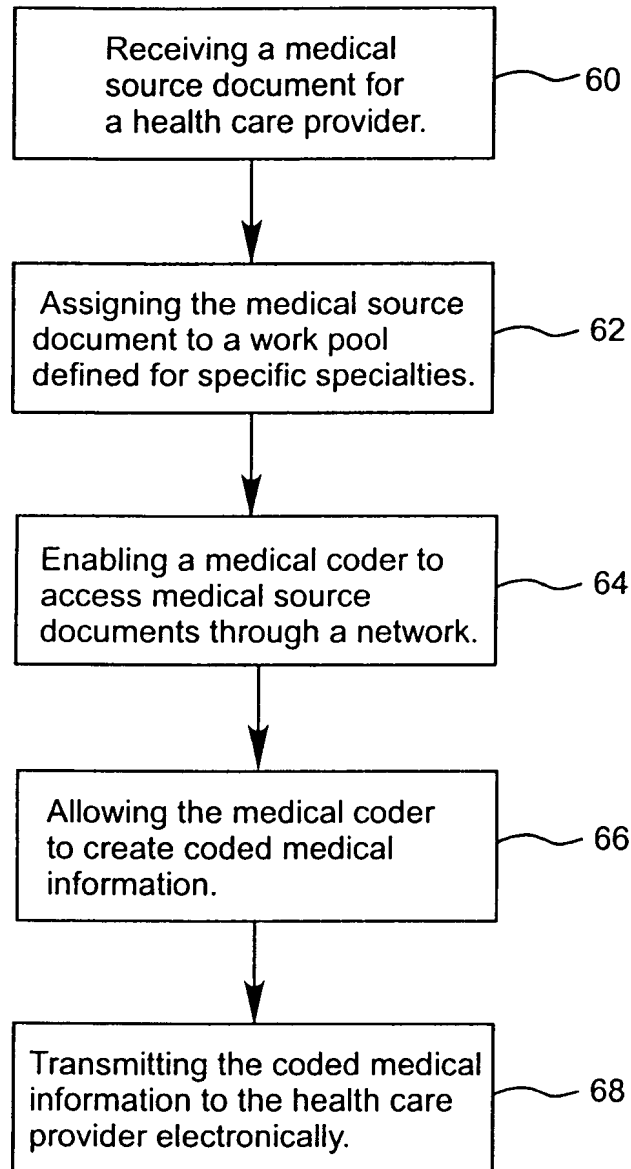 Receiving a medical
source document for
a health care provider.
60
Assigning the medical source
document to a work pool
defined for specific specialties.
62
Enabling a medical coder to
access medical source
documents through a network.
64
Allowing the medical coder
to create coded medical
information.
66
Transmitting the coded medical
information to the health care
provider electronically.
68